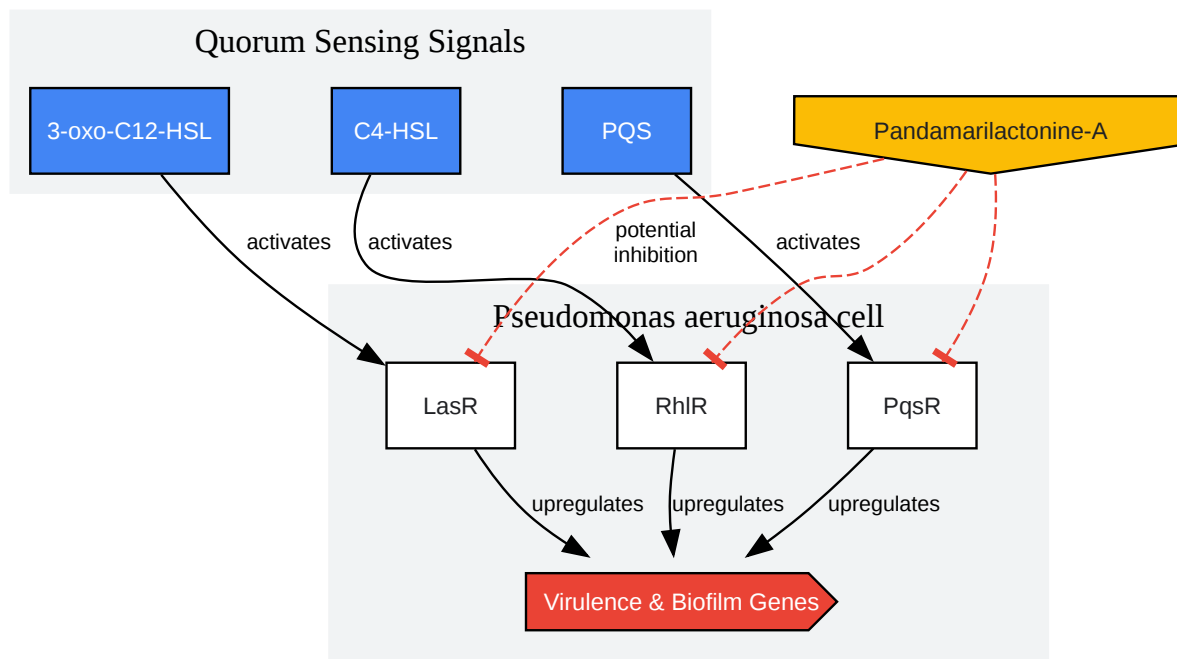 Quorum Sensing Signals
3-oxo-C12-HSL
C4-HSL
PQS
Pandamarilactonine-A
activates
activates
potential
inhibition
activates
Pseudomonas aeruginosa cell
LasR
RhlR
PqsR
upregulates
upregulates
upregulates
Virulence & Biofilm Genes